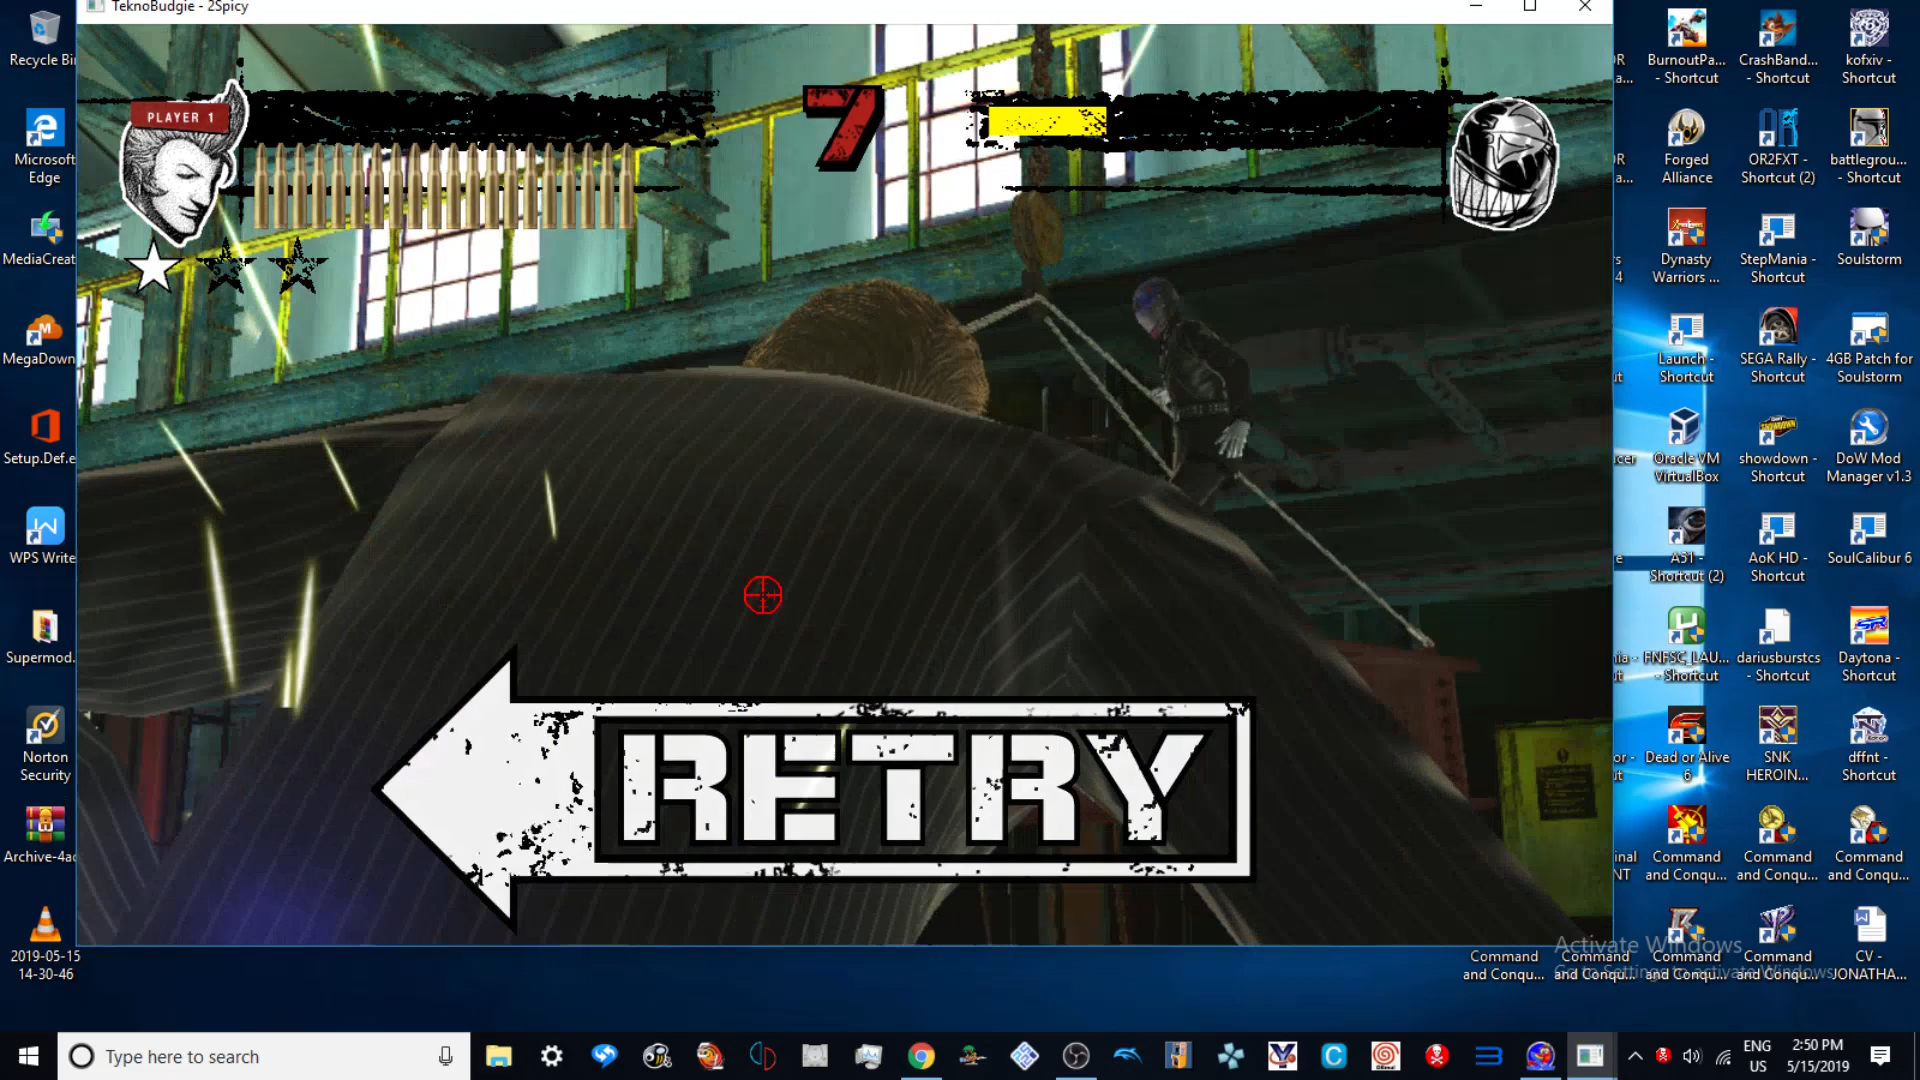 TeknoBudgie - 2Spicy
PLAYER 1
7
RETRY
Recycle Bi
Microsoft
Edge
MediaCreat
MegaDown
Setup.Def.e
WPS Write
Supermod.
Norton
Security
Archive-4a
2019-05-15
14-30-46
BurnoutPa...
- Shortcut
CrashBand...
- Shortcut
kofxiv -
Shortcut
Forged
Alliance
OR2FXT -
Shortcut (2)
battlegrou...
- Shortcut
Dynasty
Warriors ...
StepMania -
Shortcut
Soulstorm
Launch -
Shortcut
SEGA Rally -
Shortcut
4GB Patch for
Soulstorm
Oracle VM
VirtualBox
showdown -
Shortcut
DoW Mod
Manager v1.3
A31 -
Shortcut (2)
AoK HD -
Shortcut
SoulCalibur 6
FNFSC_LAU...
- Shortcut
dariusburstcs
- Shortcut
Daytona -
Shortcut
Dead or Alive
6
SNK
HEROIN...
dffnt -
Shortcut
Command
and Conqu...
Command
and Conqu...
Command
and Conqu...
Command
and Conqu...
Command
and Conqu...
Command
and Conqu...
Command
and Conqu...
CV -
JONATHA...
Activate Windows
Go to Settings to activate Windows.
Type here to search
ENG
US
2:50 PM
5/15/2019